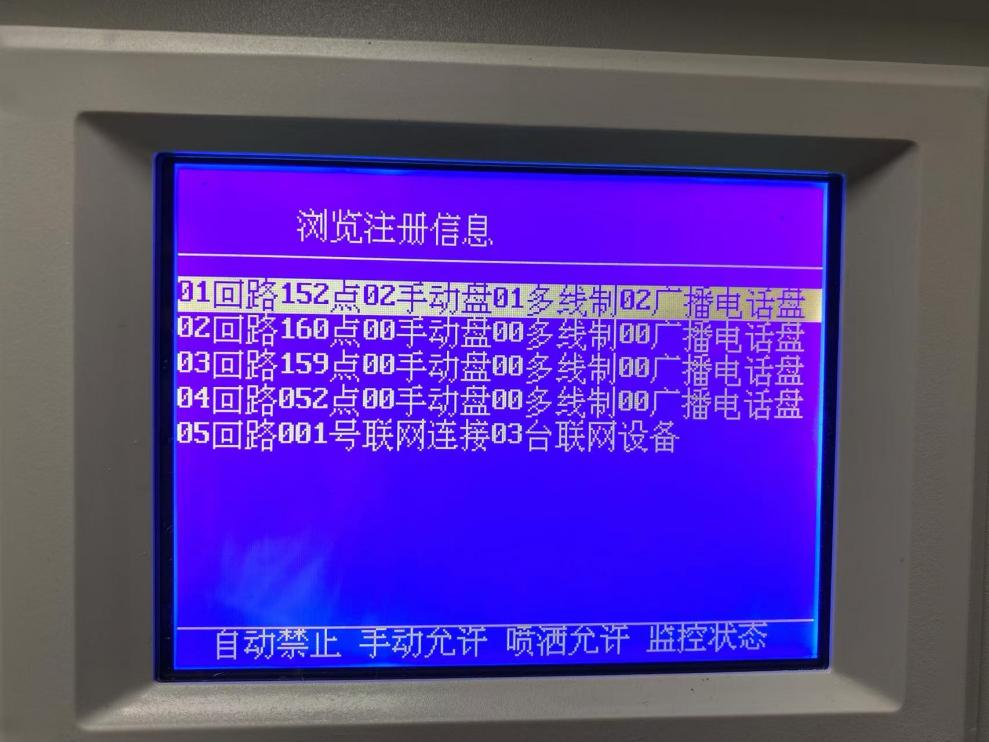 浏览注册信息
01回路152点02手动盘01多线制02广播电话盘
02回路160点00手动盘00多线制00广播电话盘
03回路159点00手动盘00多线制00广播电话盘
04回路052点00手动盘00多线制00广播电话盘
05回路001号联网连接03台联网设备
自动禁止 手动允许 喷洒允许 监控状态